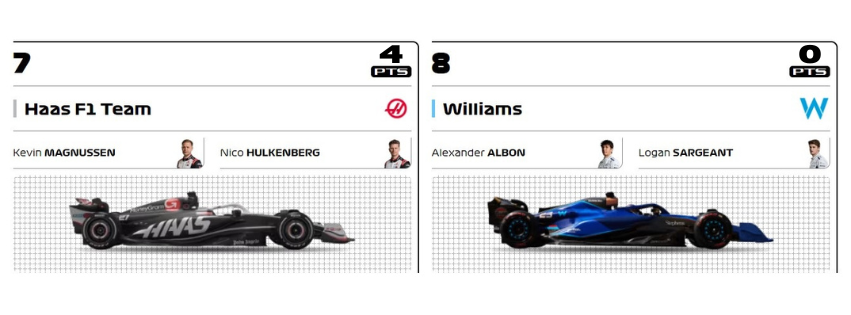 7
4
PTS
Haas F1 Team
Kevin MAGNUSSEN
Nico HULKENBERG
HAAS
8
0
PTS
Williams
Alexander ALBON
Logan SARGEANT